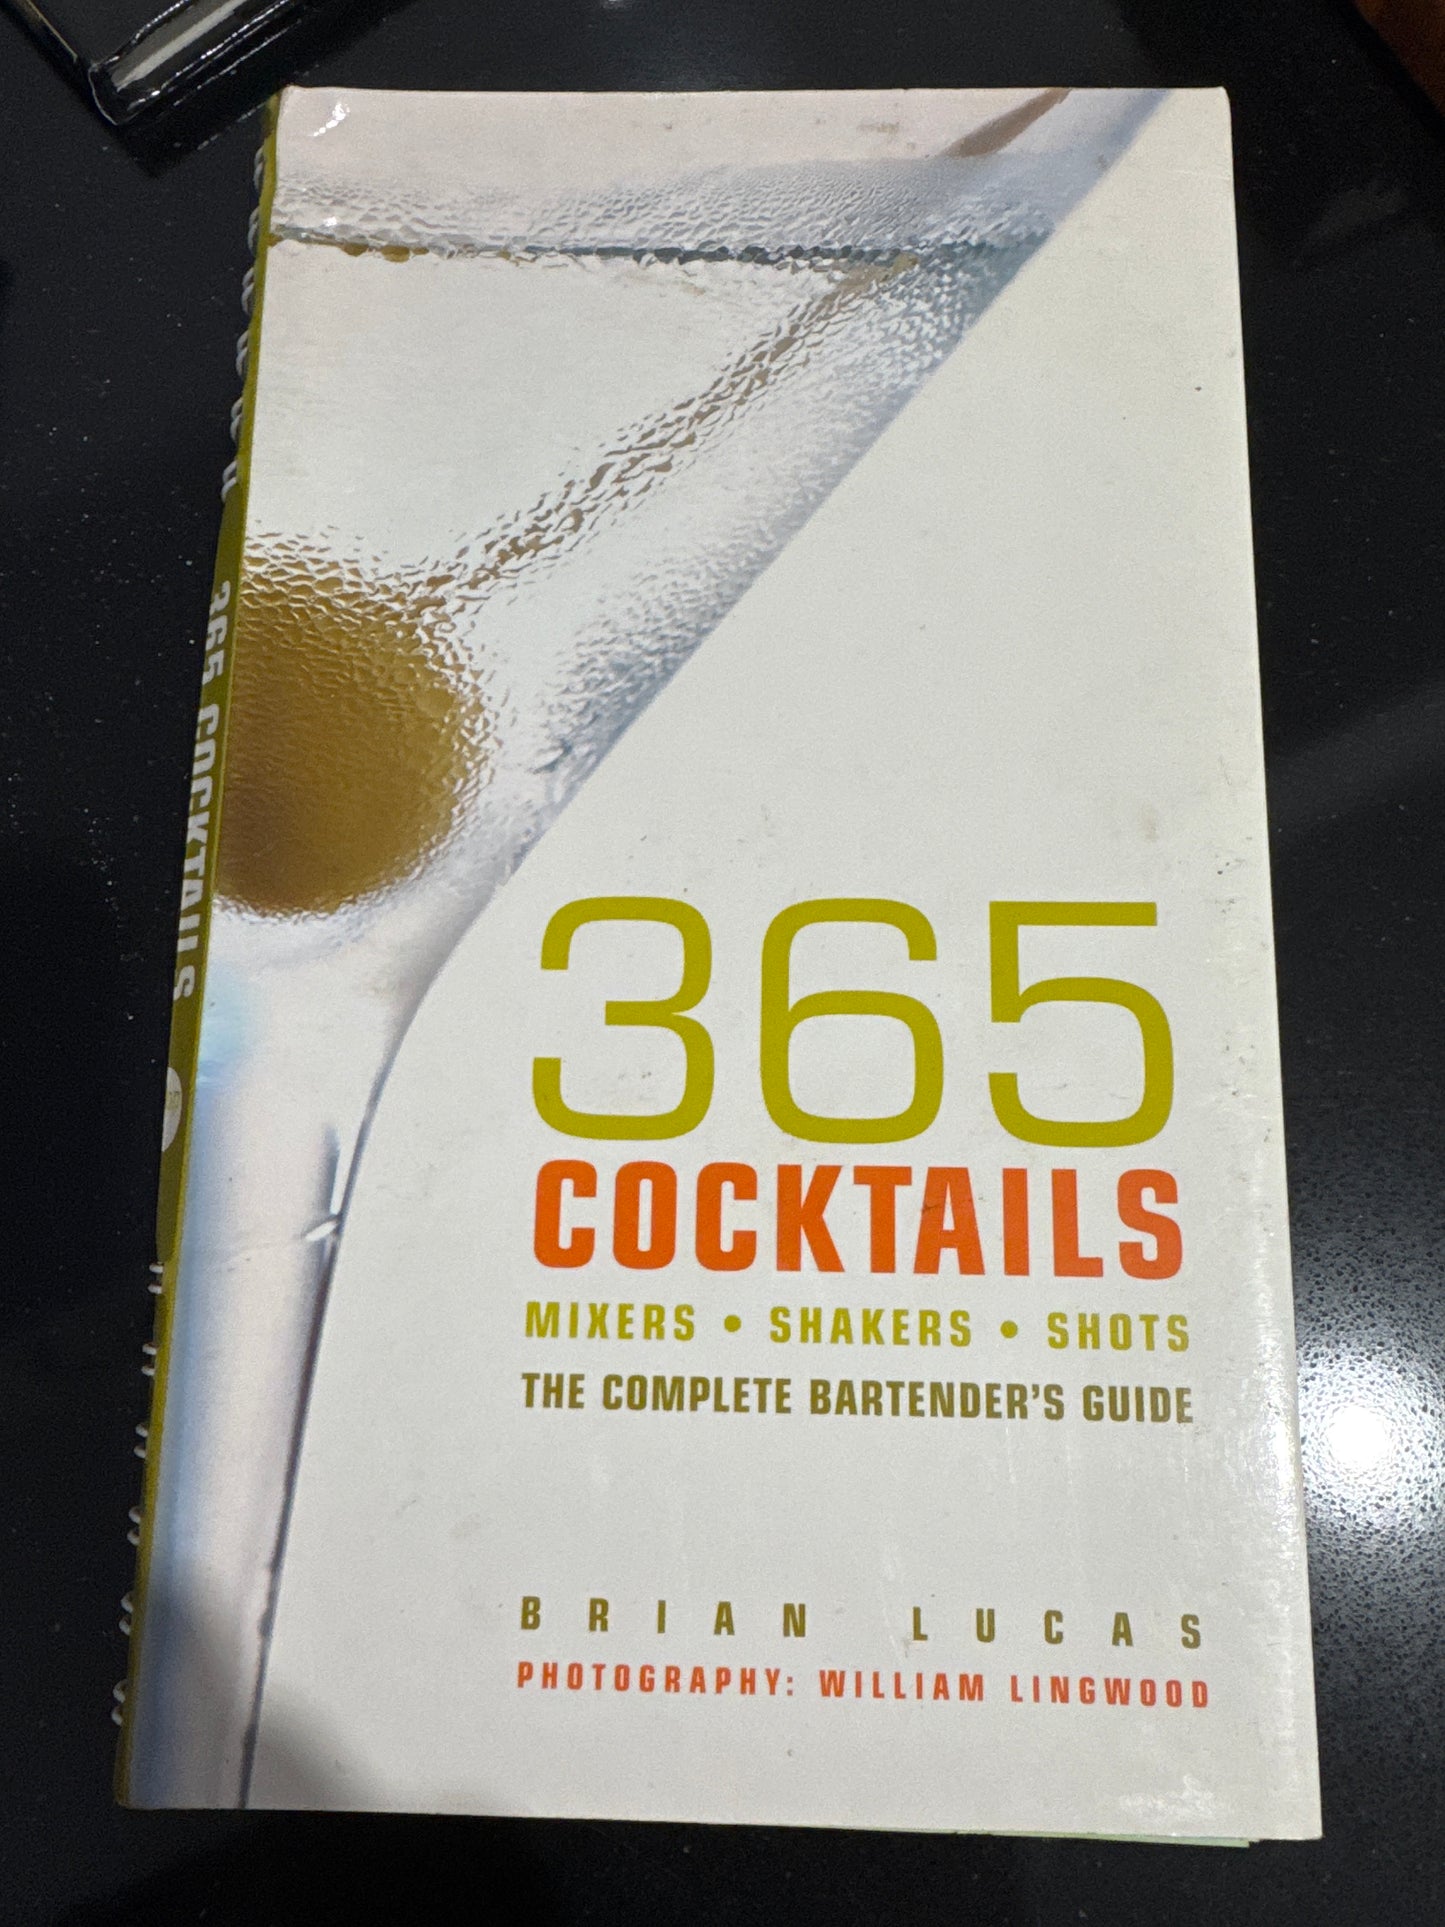 365
COCKTAILS
MIXERS • SHAKERS • SHOTS
THE COMPLETE BARTENDER'S GUIDE
BRIAN LUCAS
PHOTOGRAPHY: WILLIAM LINGWOOD
365 COCKTAILS